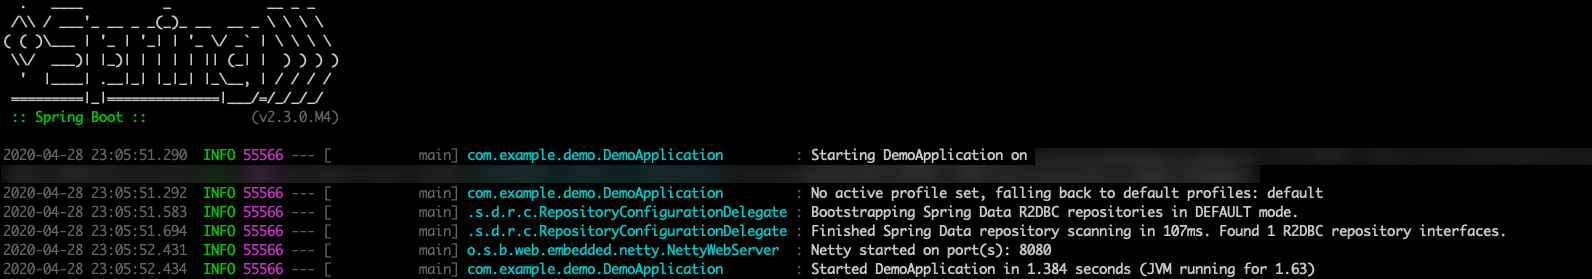 .   ____          _            __ _ _
 /\\ / ___'_ __ _ _(_)_ __  __ _ \ \ \ \
( ( )\___ | '_ | '_| | '_ \/ _` | \ \ \ \
 \\/  ___)| |_)| | | | | || (_| |  ) ) ) )
  '  |____| .__|_| |_|_| |_\__, | / / / /
 =========|_|==============|___/=/_/_/_/
 :: Spring Boot ::             (v2.3.0.M4)
2020-04-28 23:05:51.290  INFO 55566 --- [           main] com.example.demo.DemoApplication         : Starting DemoApplication on
2020-04-28 23:05:51.292  INFO 55566 --- [           main] com.example.demo.DemoApplication         : No active profile set, falling back to default profiles: default
2020-04-28 23:05:51.583  INFO 55566 --- [           main] .s.d.r.c.RepositoryConfigurationDelegate : Bootstrapping Spring Data R2DBC repositories in DEFAULT mode.
2020-04-28 23:05:51.694  INFO 55566 --- [           main] .s.d.r.c.RepositoryConfigurationDelegate : Finished Spring Data repository scanning in 107ms. Found 1 R2DBC repository interfaces.
2020-04-28 23:05:52.431  INFO 55566 --- [           main] o.s.b.web.embedded.netty.NettyWebServer  : Netty started on port(s): 8080
2020-04-28 23:05:52.434  INFO 55566 --- [           main] com.example.demo.DemoApplication         : Started DemoApplication in 1.384 seconds (JVM running for 1.63)